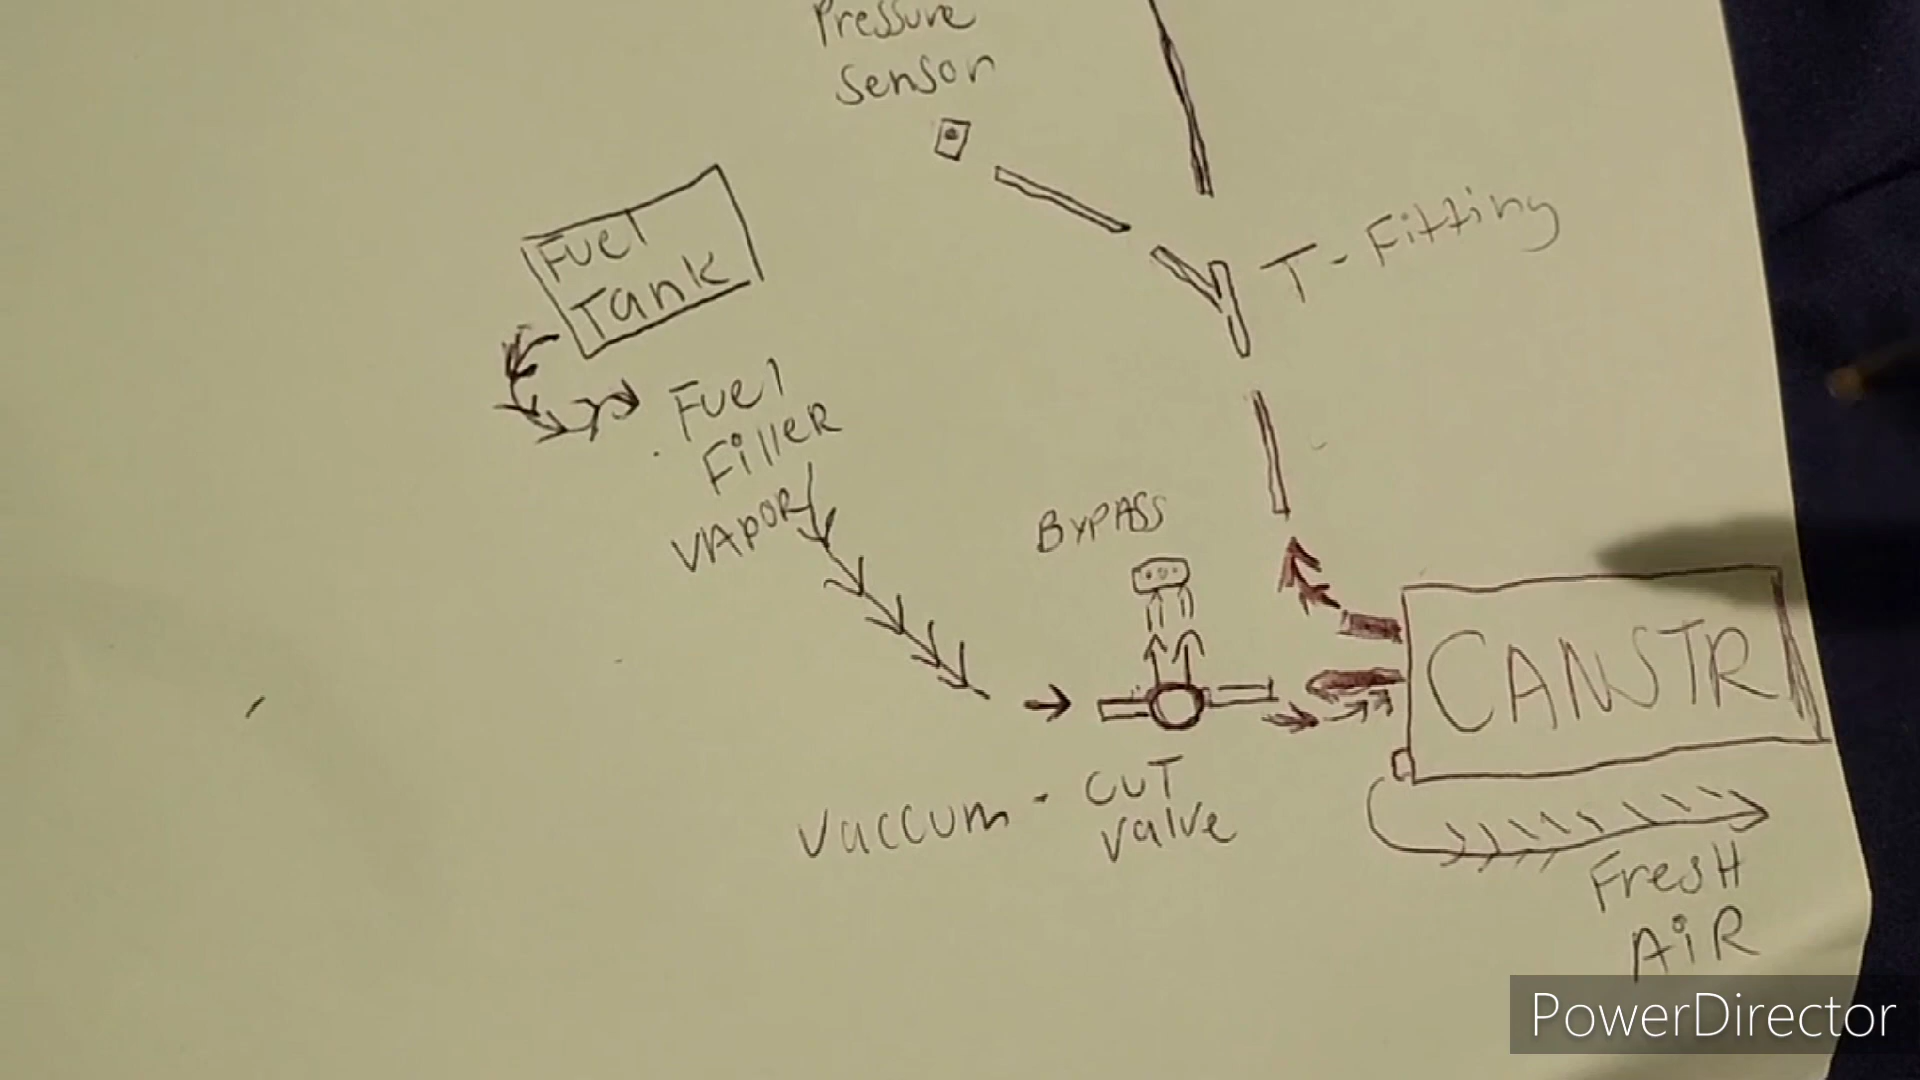 Pressure
Sensor
T-Fitting
Fuel
Tank
Fuel
Filler
VAPOR
BYPASS
CANSTR
Vaccum - CUT
Valve
FresH
AiR
PowerDirector